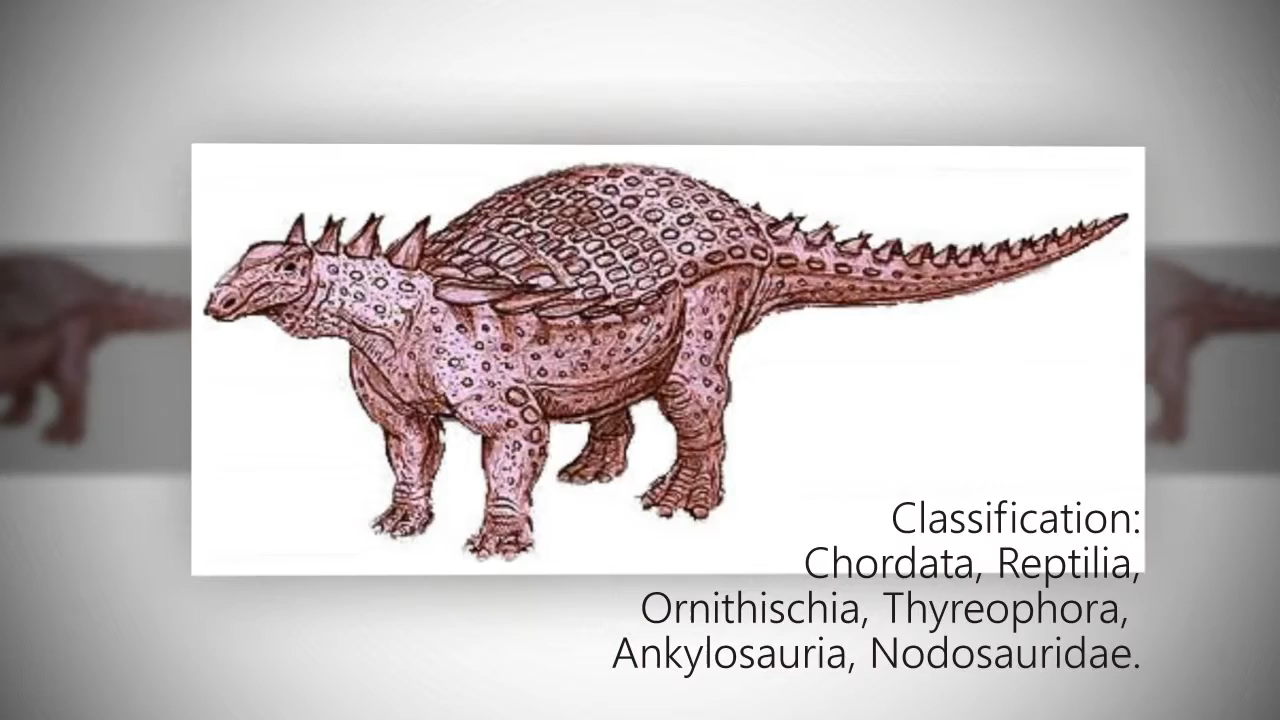 Classification:
Chordata, Reptilia,
Ornithischia, Thyreophora,
Ankylosauria, Nodosauridae.